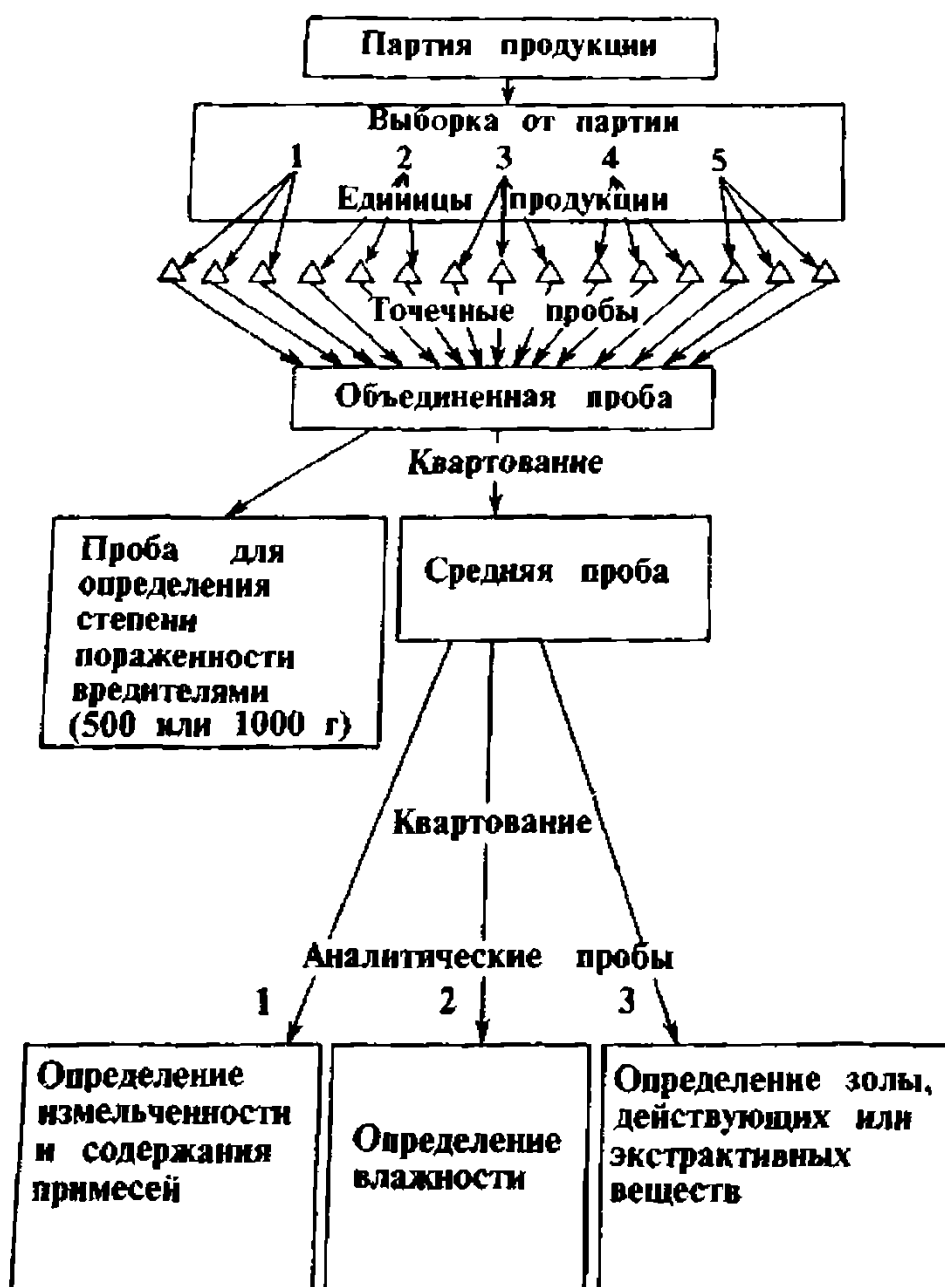 Партия продукции
Выборка от партии
1 2 3 4 5
Единицы продукции
Точечные пробы
Объединенная проба
Квартование
Проба для
определения
степени
пораженности
вредителями
(500 или 1000 г)
Средняя проба
Квартование
Аналитические пробы
1 2 3
Определение
измельченности
и содержания
примесей
Определение
влажности
Определение золы,
действующих или
экстрактивных
веществ